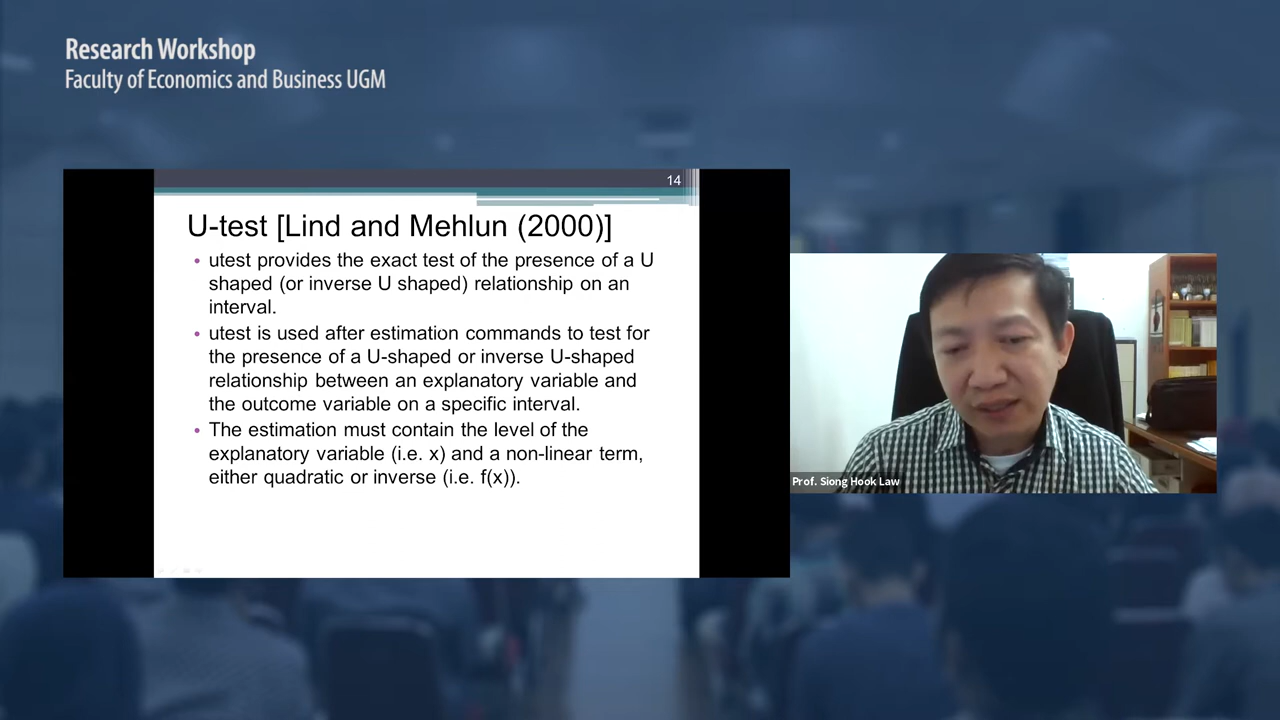 Research Workshop
Faculty of Economics and Business UGM
14
U-test [Lind and Mehlun (2000)]
• utest provides the exact test of the presence of a U
shaped (or inverse U shaped) relationship on an
interval.
• utest is used after estimation commands to test for
the presence of a U-shaped or inverse U-shaped
relationship between an explanatory variable and
the outcome variable on a specific interval.
• The estimation must contain the level of the
explanatory variable (i.e. x) and a non-linear term,
either quadratic or inverse (i.e. f(x)).
Prof. Siong Hook Law